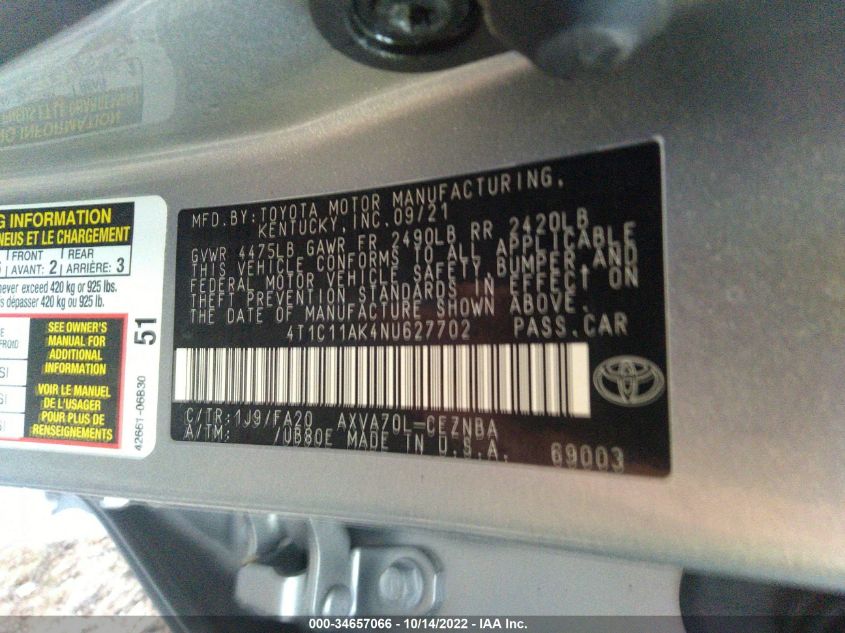 G INFORMATION
NEUS ET LE CHARGEMENT
FRONT REAR
AVANT: 2 ARRIÈRE: 3
never exceed 420 kg or 925 lbs.
s dépasser 420 kg ou 925 lb.
SEE OWNER'S
MANUAL FOR
ADDITIONAL
INFORMATION
VOIR LE MANUEL
DE L'USAGER
POUR PLUS DE
RENSEIGNEMENTS
51
42661-06B30
MFD.BY:TOYOTA MOTOR MANUFACTURING,
KENTUCKY,INC.09/21
GVWR 4475LB GAWR FR 2490LB RR 2420LB
THIS VEHICLE CONFORMS TO ALL APPLICABLE
FEDERAL MOTOR VEHICLE SAFETY,BUMPER,AND
THEFT PREVENTION STANDARDS IN EFFECT ON
THE DATE OF MANUFACTURE SHOWN ABOVE.
4T1C11AK4NU627702 PASS.CAR
C/TR:1J9/FA20 AXVA70L-CEZNBA
A/TM: /UB80E MADE IN U.S.A.
69003
000-34657066 - 10/14/2022 - IAA Inc.